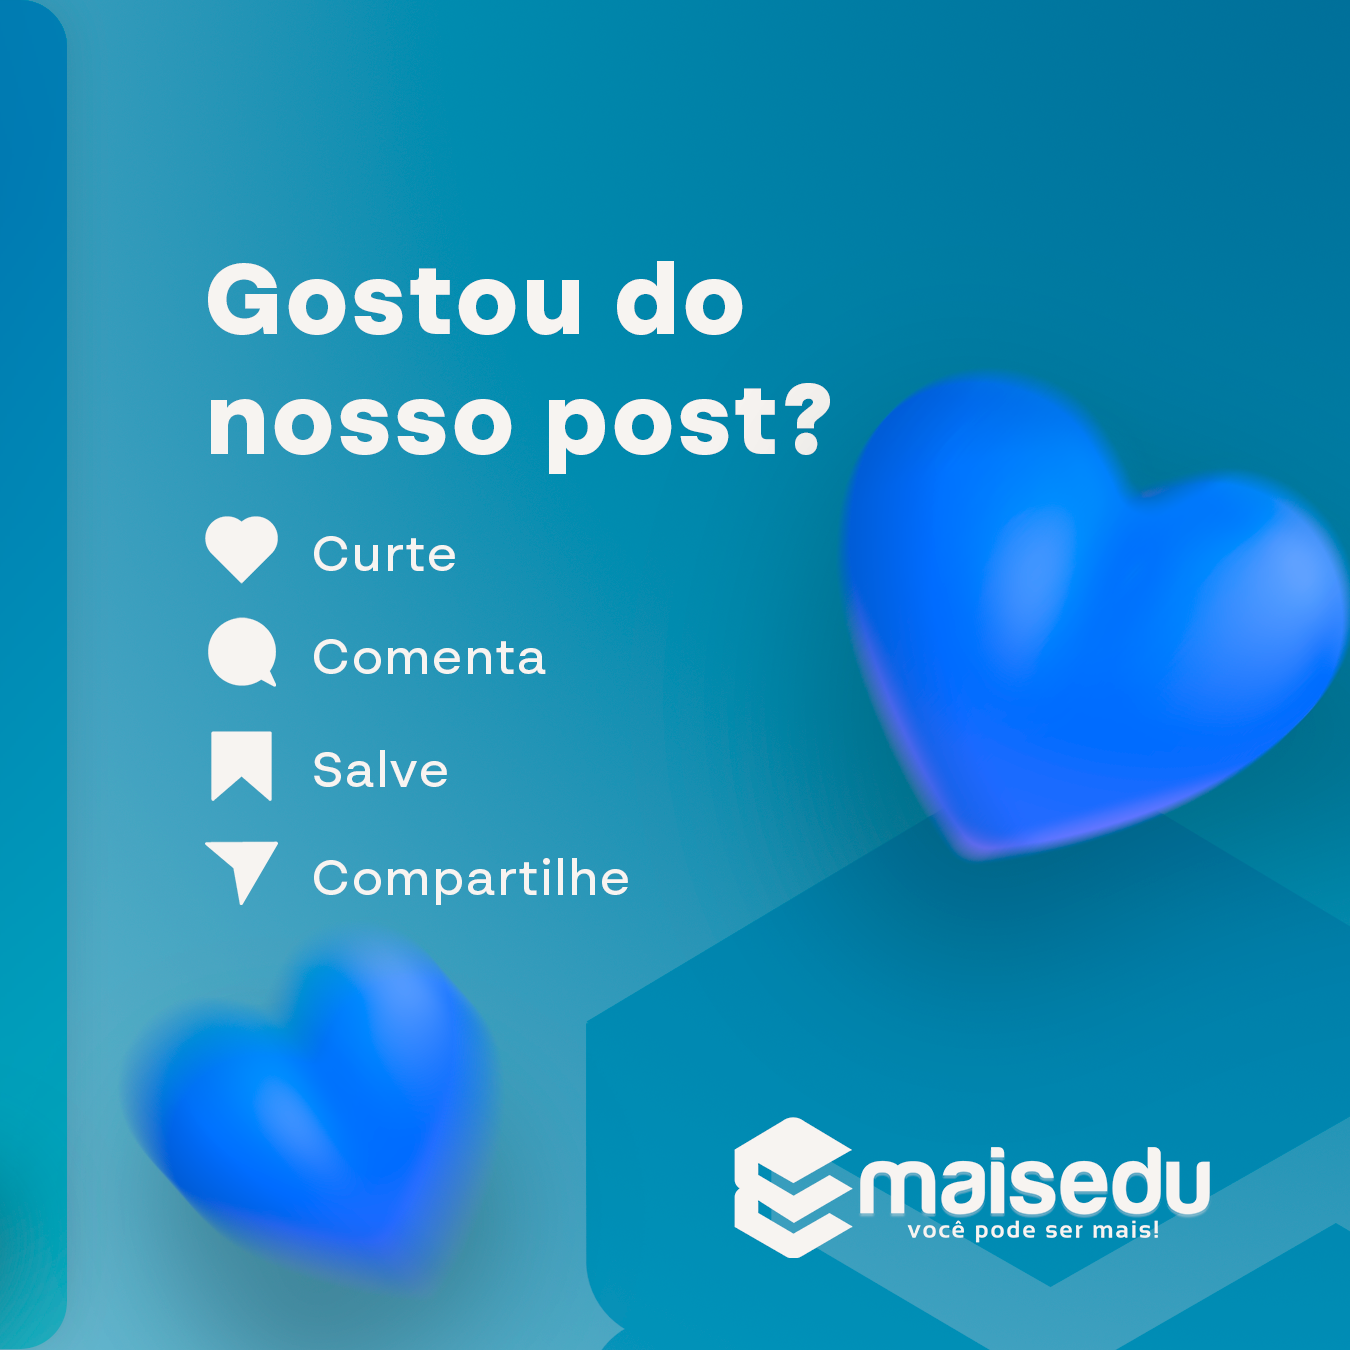 Gostou do
nosso post?
Curte
Comenta
Salve
Compartilhe
maisedu
você pode ser mais!